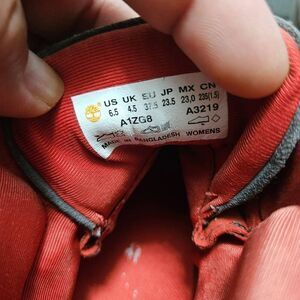 US UK EU JP MX CN
6.5 4.5 37.5 23.5 23.0 235(1.5)
A1ZG8 A3219
MADE IN BANGLADESH WOMENS